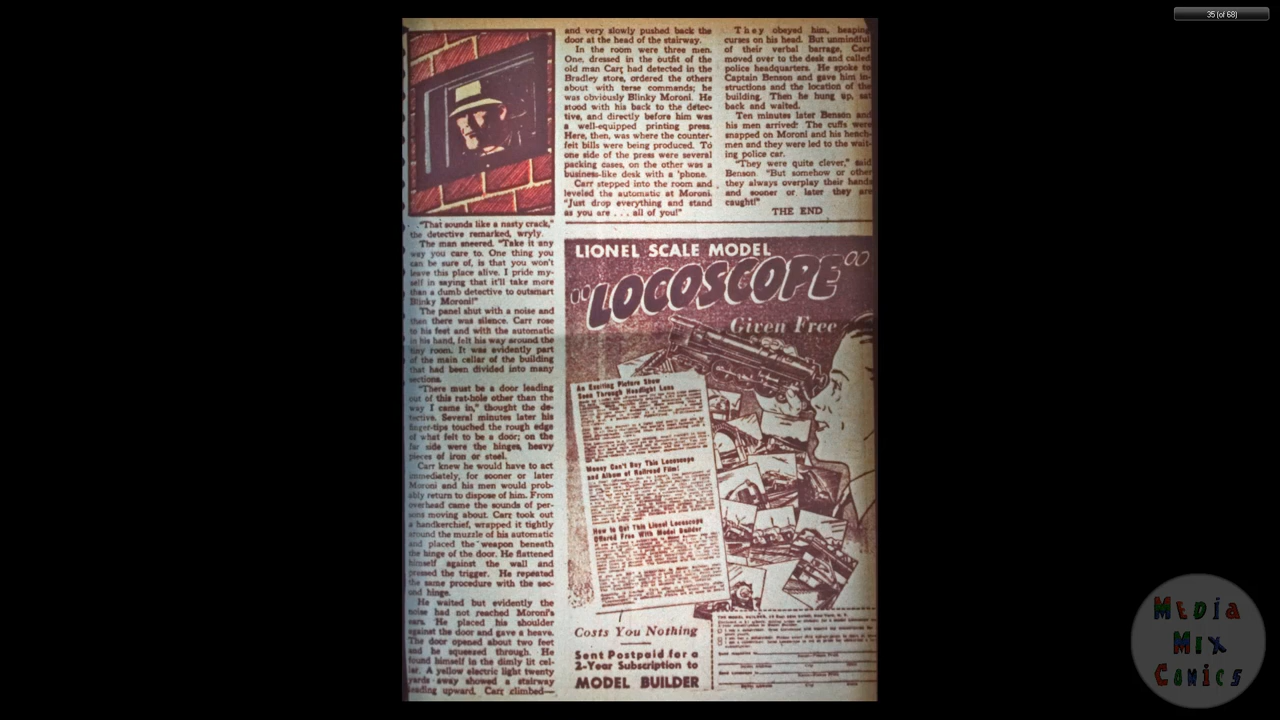 35 (of 68)
"That sounds like a nasty crack,"
the detective remarked, wryly.
The man sneered. "Take it any
way you care to. One thing you
can be sure of, is that you won't
leave this place alive. I pride my-
self in saying that it'll take more
than a dumb detective to outsmart
Blinky Moroni!"
The panel shut with a noise and
then there was silence. Carr rose
to his feet and with the automatic
in his hand, felt his way around the
tiny room. It was evidently part
of the main cellar of the building
that had been divided into many
sections.
"There must be a door leading
out of this rat-hole other than the
way I came in," thought the de-
tective. Several minutes later his
finger-tips touched the rough edge
of what felt to be a door; on the
far side were the hinges, heavy
pieces of iron or steel.
Carr knew he would have to act
immediately, for sooner or later
Moroni and his men would prob-
ably return to dispose of him. From
overhead came the sounds of per-
sons moving about. Carr took out
a handkerchief, wrapped it tightly
around the muzzle of his automatic
and placed the weapon beneath
the hinge of the door. He flattened
himself against the wall and
pressed the trigger. He repeated
the same procedure with the sec-
ond hinge.
He waited but evidently the
noise had not reached Moroni's
ears. He placed his shoulder
against the door and gave a heave.
The door opened about two feet
and he squeezed through. He
found himself in the dimly lit cel-
lar. A yellow electric light twenty
yards away showed a stairway
leading upward. Carr climbed—
and very slowly pushed back the
door at the head of the stairway.
In the room were three men.
One, dressed in the outfit of the
old man Carr had detected in the
Bradley store, ordered the others
about with terse commands; he
was obviously Blinky Moroni. He
stood with his back to the detec-
tive, and directly before him was
a well-equipped printing press.
Here, then, was where the counter-
feit bills were being produced. To
one side of the press were several
packing cases, on the other was a
business-like desk with a 'phone.
Carr stepped into the room and
leveled the automatic at Moroni.
"Just drop everything and stand
as you are . . . all of you!"
They obeyed him, heaping
curses on his head. But unmindful
of their verbal barrage, Carr
moved over to the desk and called
police headquarters. He spoke to
Captain Benson and gave him in-
structions and the location of the
building. Then he hung up, sat
back and waited.
Ten minutes later Benson and
his men arrived! The cuffs were
snapped on Moroni and his hench-
men and they were led to the wait-
ing police car.
"They were quite clever," said
Benson. "But somehow or other
they always overplay their hands
and sooner or later they are
caught!"
THE END
LIONEL SCALE MODEL
"LOCOSCOPE"
Given Free
An Exciting Picture Show
Seen Through Headlight Lens
Money Can't Buy This Locoscope
and Album of Railroad Film!
How to Get This Lionel Locoscope
Offered Free With Model Builder
Costs You Nothing
Sent Postpaid for a
2-Year Subscription to
MODEL BUILDER
MEDIA
MIX
COMICS